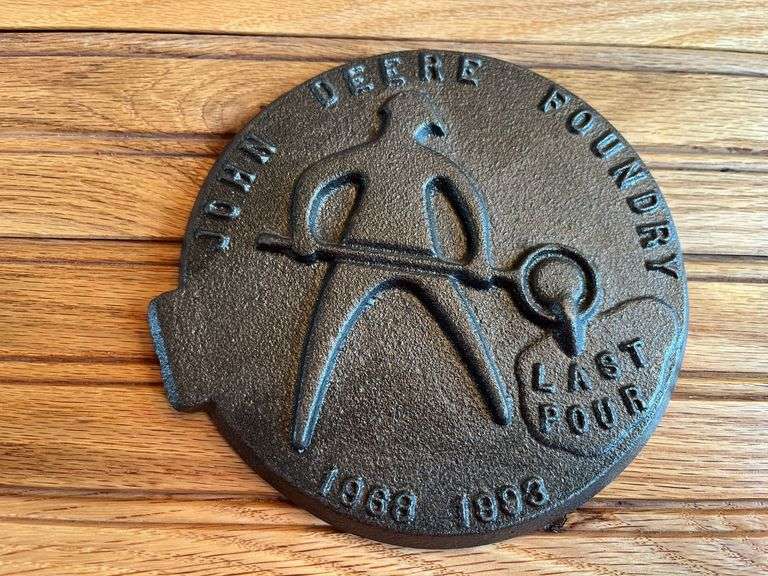 JOHN DEERE FOUNDRY
LAST
POUR
1968 1993